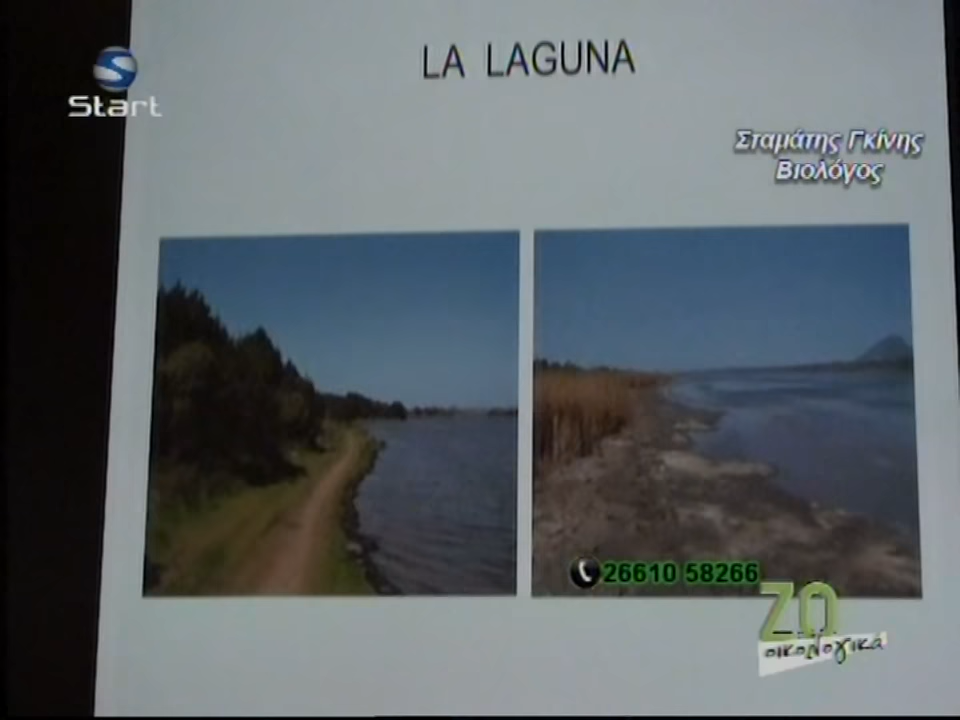 LA LAGUNA
Start
Σταμάτης Γκίνης
Βιολόγος
26610 58266
ΖΩ
οικολογικά